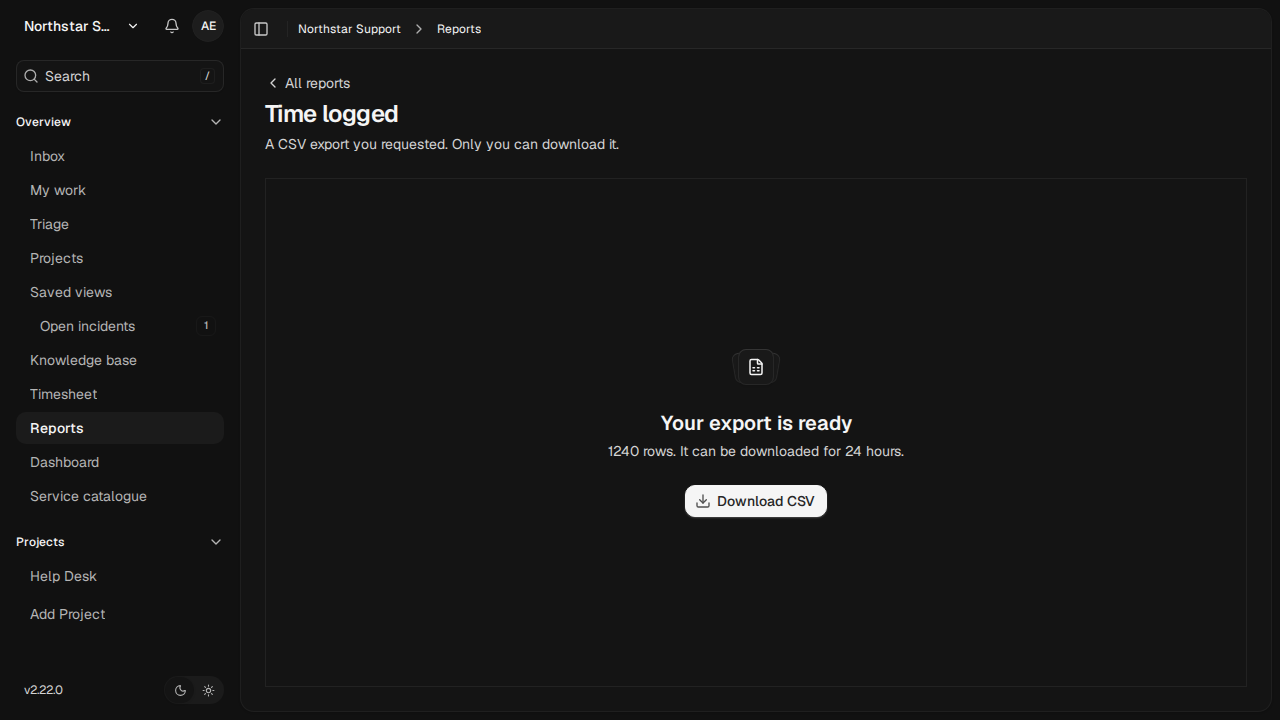 Northstar S...
AE
Search
/
Overview
Inbox
My work
Triage
Projects
Saved views
Open incidents
1
Knowledge base
Timesheet
Reports
Dashboard
Service catalogue
Projects
Help Desk
Add Project
v2.22.0
Northstar Support
Reports
All reports
Time logged
A CSV export you requested. Only you can download it.
Your export is ready
1240 rows. It can be downloaded for 24 hours.
Download CSV